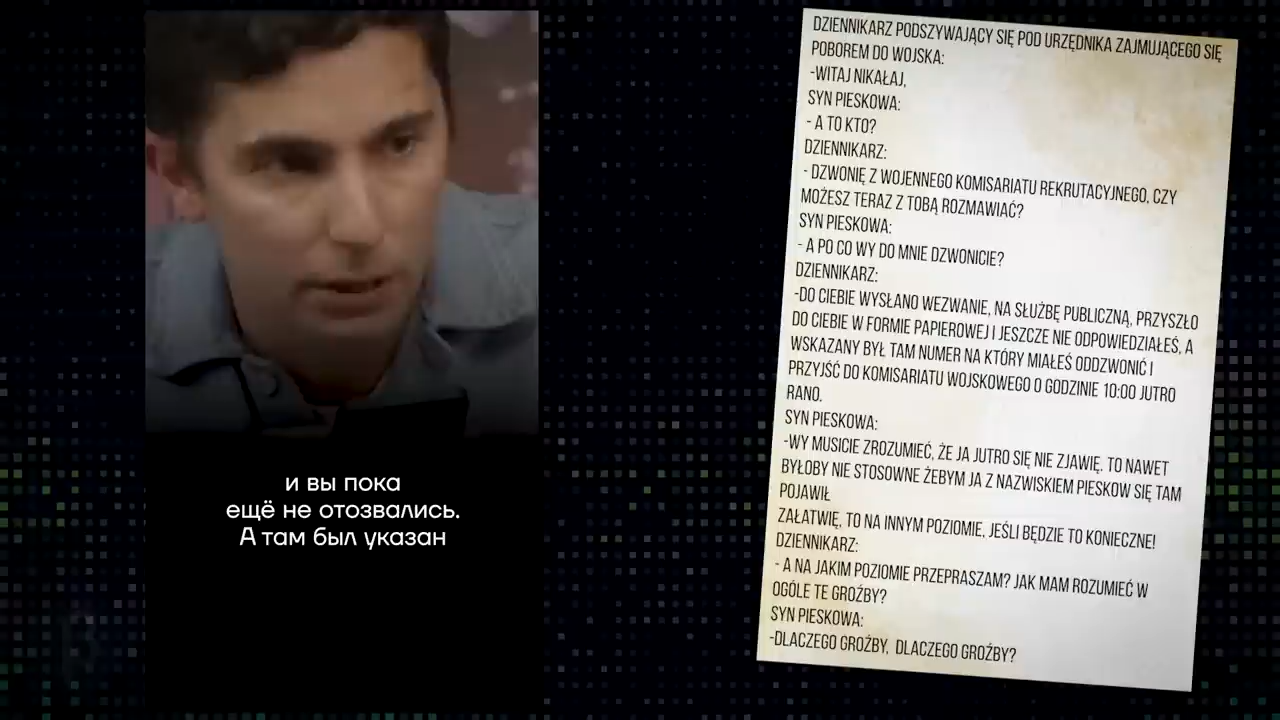 и вы пока
ещё не отозвались.
А там был указан
DZIENNIKARZ PODSZYWAJĄCY SIĘ POD URZĘDNIKA ZAJMUJĄCEGO SIĘ
POBOREM DO WOJSKA:
-WITAJ NIKAŁAJ,
SYN PIESKOWA:
- A TO KTO?
DZIENNIKARZ:
- DZWONIĘ Z WOJENNEGO KOMISARIATU REKRUTACYJNEGO, CZY
MOŻESZ TERAZ Z TOBĄ ROZMAWIAĆ?
SYN PIESKOWA:
- A PO CO WY DO MNIE DZWONICIE?
DZIENNIKARZ:
-DO CIEBIE WYSŁANO WEZWANIE, NA SŁUŻBĘ PUBLICZNĄ, PRZYSZŁO
DO CIEBIE W FORMIE PAPIEROWEJ I JESZCZE NIE ODPOWIEDZIAŁEŚ, A
WSKAZANY BYŁ TAM NUMER NA KTÓRY MIAŁEŚ ODDZWONIĆ I
PRZYJŚĆ DO KOMISARIATU WOJSKOWEGO O GODZINIE 10:00 JUTRO
RANO.
SYN PIESKOWA:
-WY MUSICIE ZROZUMIEĆ, ŻE JA JUTRO SIĘ NIE ZJAWIĘ. TO NAWET
BYŁOBY NIE STOSOWNE ŻEBYM JA Z NAZWISKIEM PIESKOW SIĘ TAM
POJAWIŁ
ZAŁATWIĘ, TO NA INNYM POZIOMIE, JEŚLI BĘDZIE TO KONIECZNE!
DZIENNIKARZ:
- A NA JAKIM POZIOMIE PRZEPRASZAM? JAK MAM ROZUMIEĆ W
OGÓLE TE GROŹBY?
SYN PIESKOWA:
-DLACZEGO GROŹBY, DLACZEGO GROŹBY?